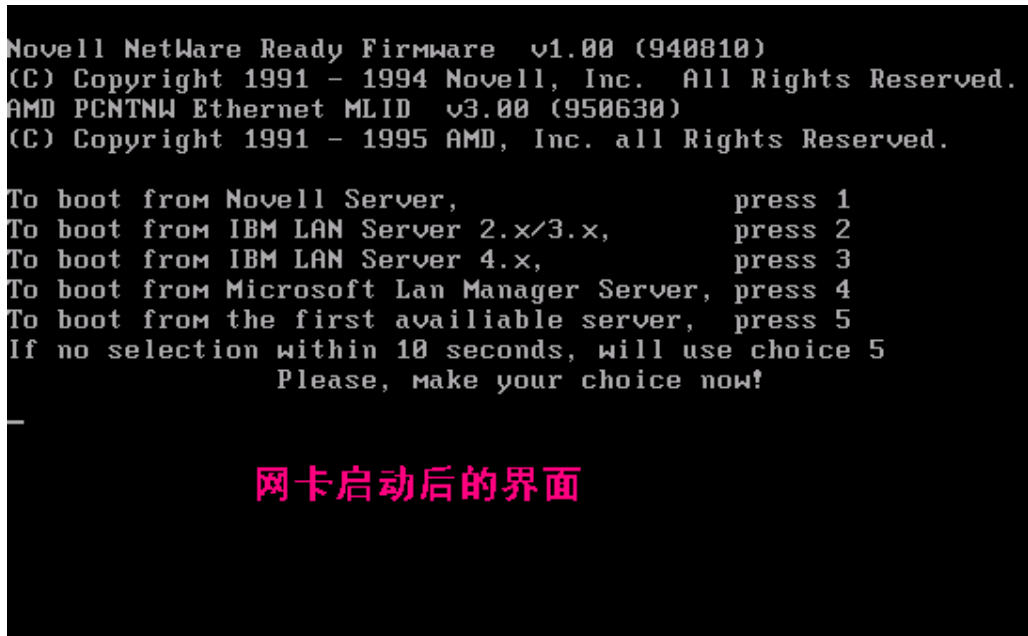 Novell NetWare Ready Firmware  v1.00 (940810)
(C) Copyright 1991 - 1994 Novell, Inc.  All Rights Reserved.
AMD PCNTNW Ethernet MLID  v3.00 (950630)
(C) Copyright 1991 - 1995 AMD, Inc. all Rights Reserved.
To boot from Novell Server,                 press 1
To boot from IBM LAN Server 2.x/3.x,        press 2
To boot from IBM LAN Server 4.x,            press 3
To boot from Microsoft Lan Manager Server, press 4
To boot from the first availiable server,  press 5
If no selection within 10 seconds, will use choice 5
Please, make your choice now!
网卡启动后的界面